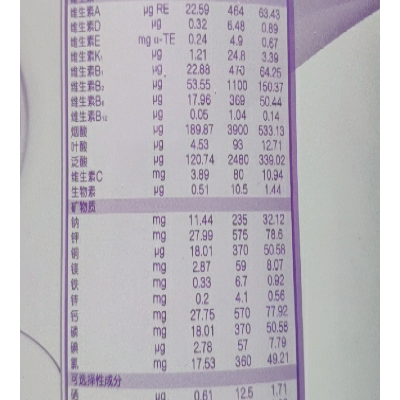 维生素A μg RE 22.59 464 63.43
维生素D μg 0.32 6.48 0.89
维生素E mg α-TE 0.24 4.9 0.67
维生素K₁ μg 1.21 24.8 3.39
维生素B₁ μg 22.88 470 64.25
维生素B₂ μg 53.55 1100 150.37
维生素B₆ μg 17.96 369 50.44
维生素B₁₂ μg 0.05 1.04 0.14
烟酸 μg 189.87 3900 533.13
叶酸 μg 4.53 93 12.71
泛酸 μg 120.74 2480 339.02
维生素C mg 3.89 80 10.94
生物素 μg 0.51 10.5 1.44
矿物质
钠 mg 11.44 235 32.12
钾 mg 27.99 575 78.6
铜 μg 18.01 370 50.58
镁 mg 2.87 59 8.07
铁 mg 0.33 6.7 0.92
锌 mg 0.2 4.1 0.56
钙 mg 27.75 570 77.92
磷 mg 18.01 370 50.58
碘 μg 2.78 57 7.79
氯 mg 17.53 360 49.21
可选择性成分
硒 μg 0.61 12.5 1.71